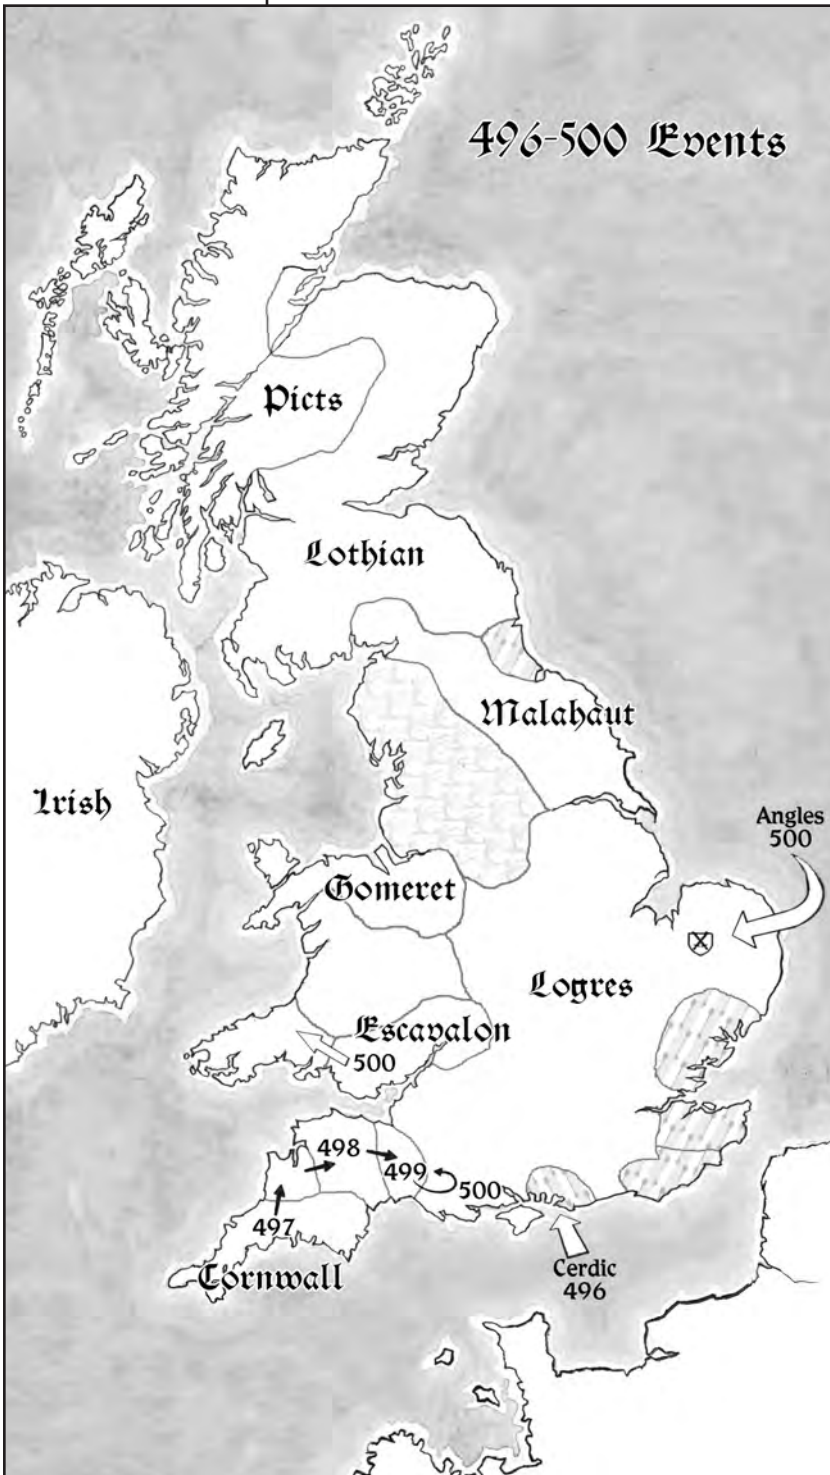 496-500 Events
Picts
Lothian
Malahaut
Irish
Angles
500
Gomeret
Logres
Escavalon
500
498
499
500
497
Cornwall
Cerdic
496